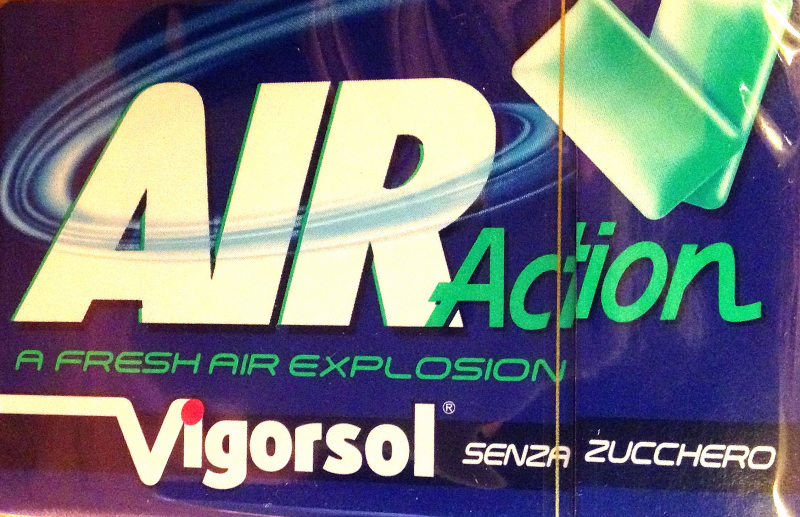 AIR
Action
A FRESH AIR EXPLOSION
Vigorsol® SENZA ZUCCHERO